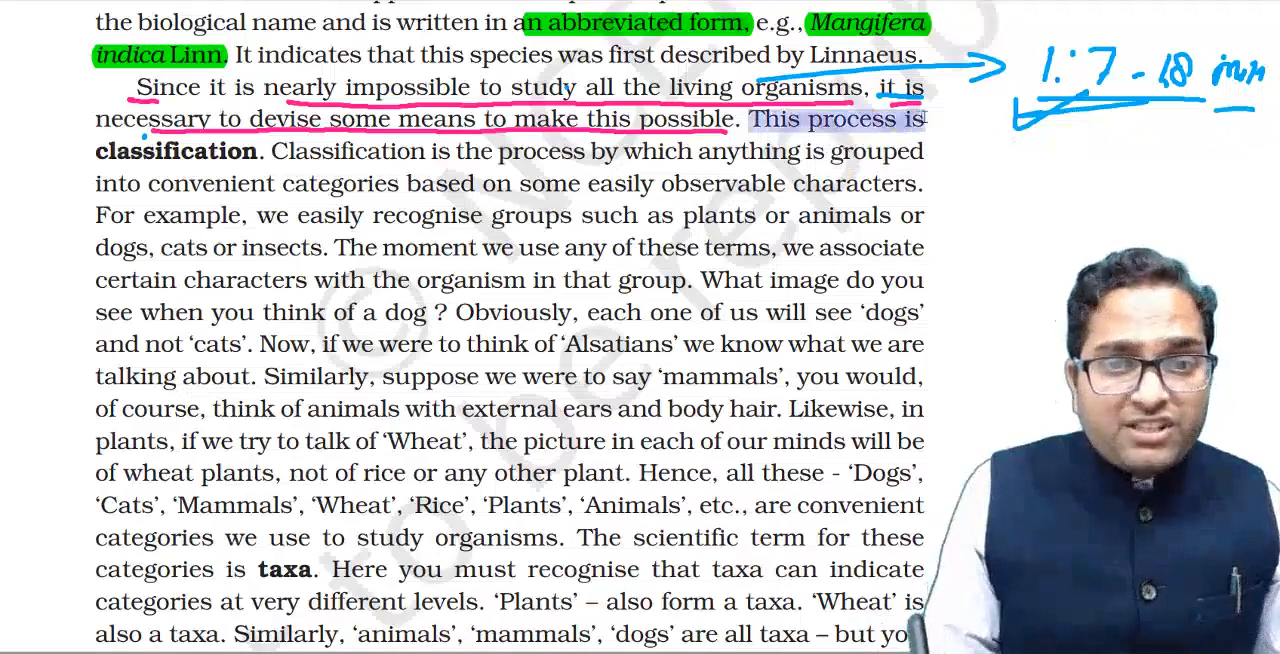 the biological name and is written in an abbreviated form, e.g., Mangifera
indica Linn. It indicates that this species was first described by Linnaeus.
Since it is nearly impossible to study all the living organisms, it is
necessary to devise some means to make this possible. This process is
classification. Classification is the process by which anything is grouped
into convenient categories based on some easily observable characters.
For example, we easily recognise groups such as plants or animals or
dogs, cats or insects. The moment we use any of these terms, we associate
certain characters with the organism in that group. What image do you
see when you think of a dog ? Obviously, each one of us will see ‘dogs’
and not ‘cats’. Now, if we were to think of ‘Alsatians’ we know what we are
talking about. Similarly, suppose we were to say ‘mammals’, you would,
of course, think of animals with external ears and body hair. Likewise, in
plants, if we try to talk of ‘Wheat’, the picture in each of our minds will be
of wheat plants, not of rice or any other plant. Hence, all these - ‘Dogs’,
‘Cats’, ‘Mammals’, ‘Wheat’, ‘Rice’, ‘Plants’, ‘Animals’, etc., are convenient
categories we use to study organisms. The scientific term for these
categories is taxa. Here you must recognise that taxa can indicate
categories at very different levels. ‘Plants’ – also form a taxa. ‘Wheat’ is
also a taxa. Similarly, ‘animals’, ‘mammals’, ‘dogs’ are all taxa – but yo
1.7 - 18